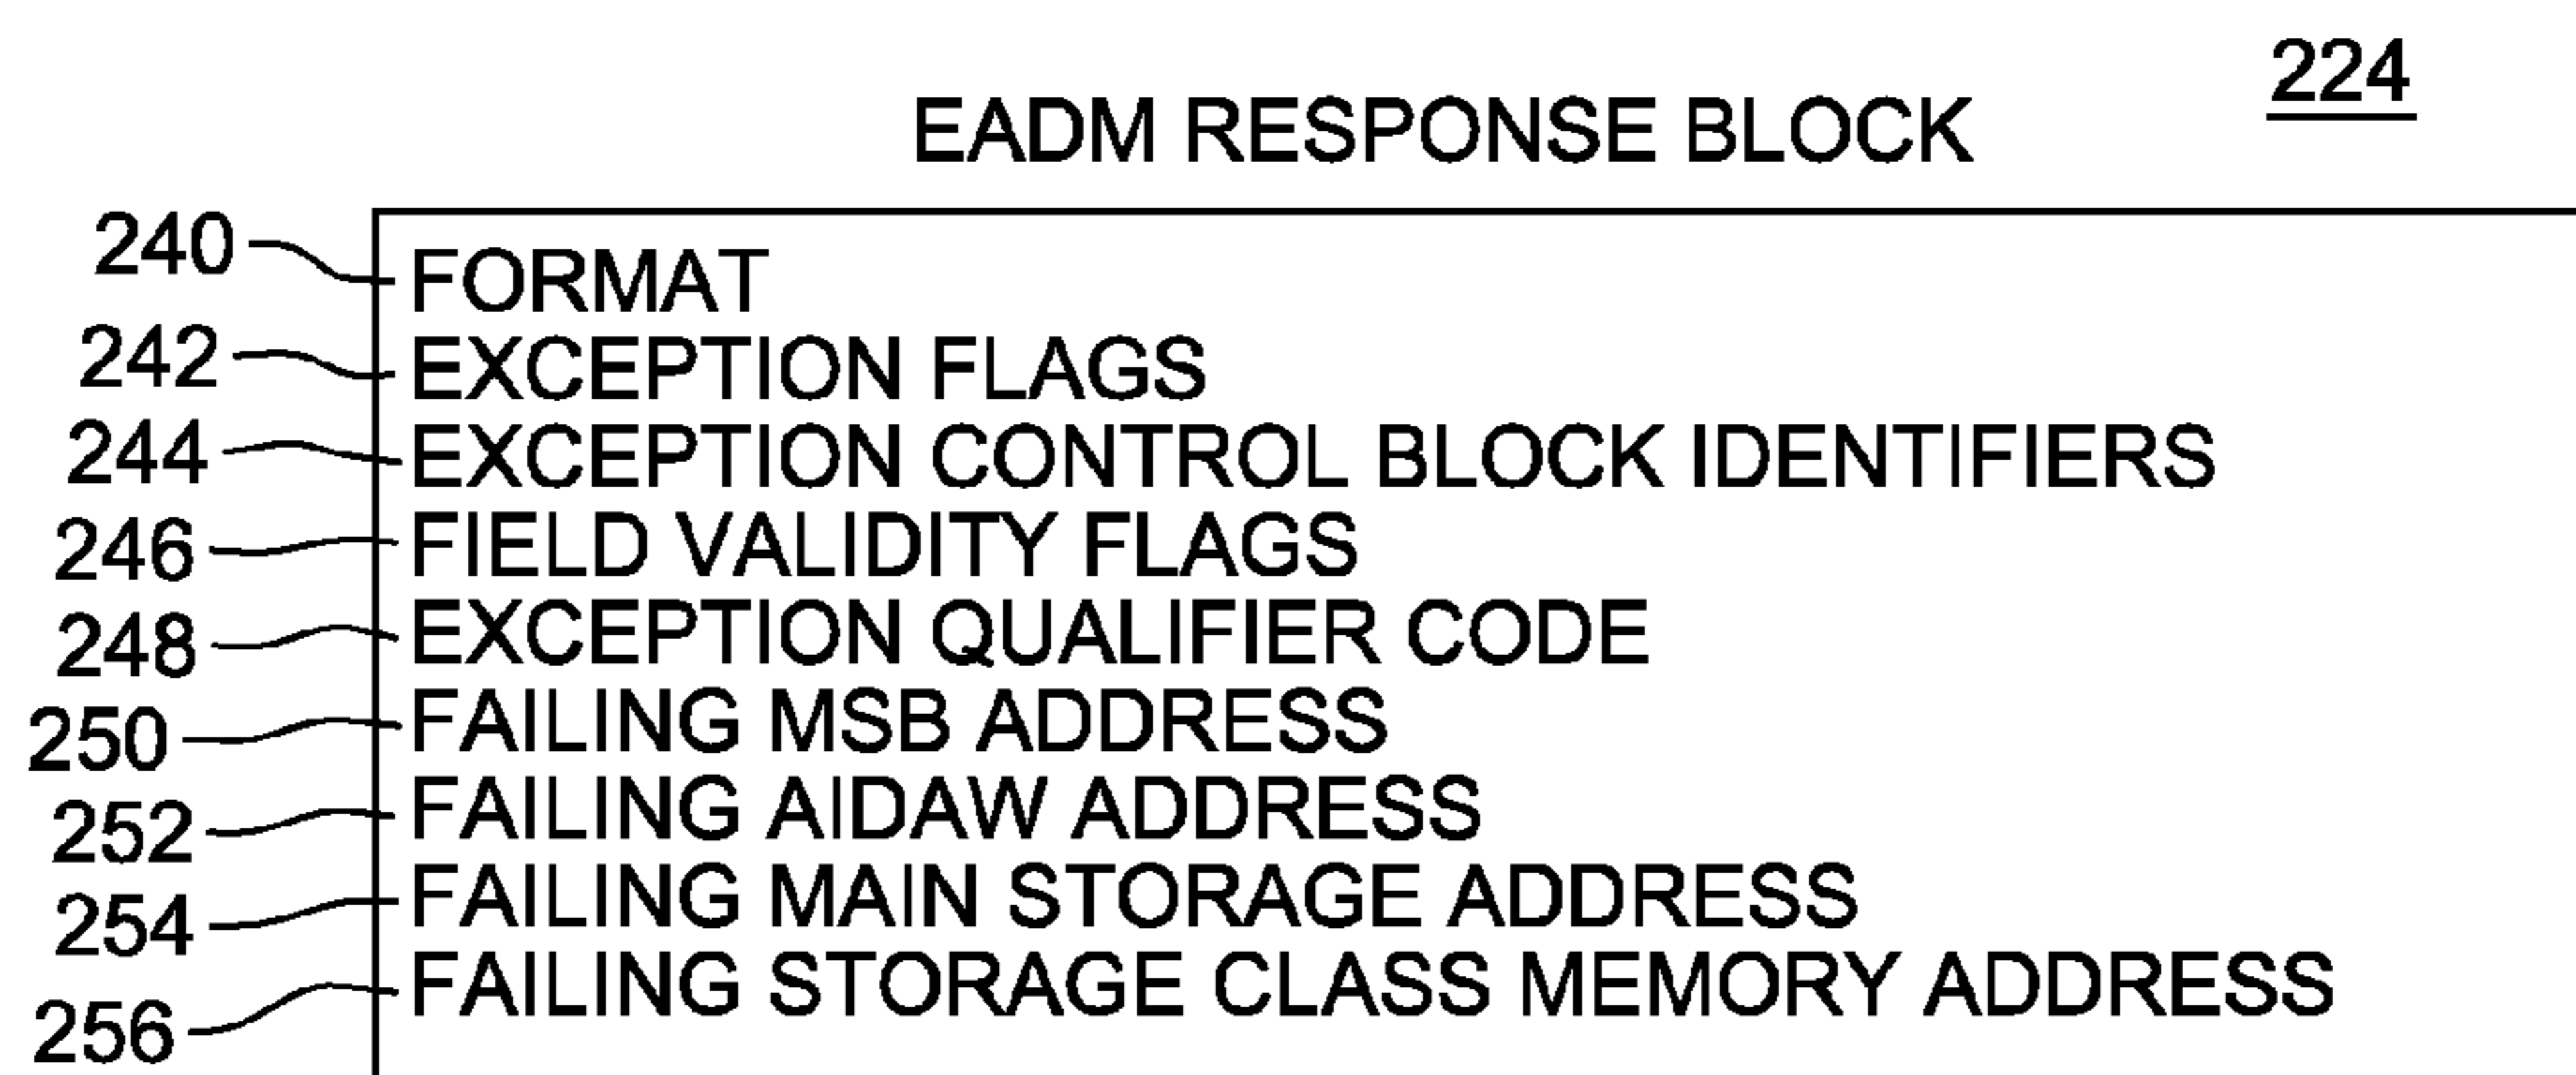 224
EADM RESPONSE BLOCK
240 FORMAT
242 EXCEPTION FLAGS
244 EXCEPTION CONTROL BLOCK IDENTIFIERS
246 FIELD VALIDITY FLAGS
248 EXCEPTION QUALIFIER CODE
250 FAILING MSB ADDRESS
252 FAILING AIDAW ADDRESS
254 FAILING MAIN STORAGE ADDRESS
256 FAILING STORAGE CLASS MEMORY ADDRESS